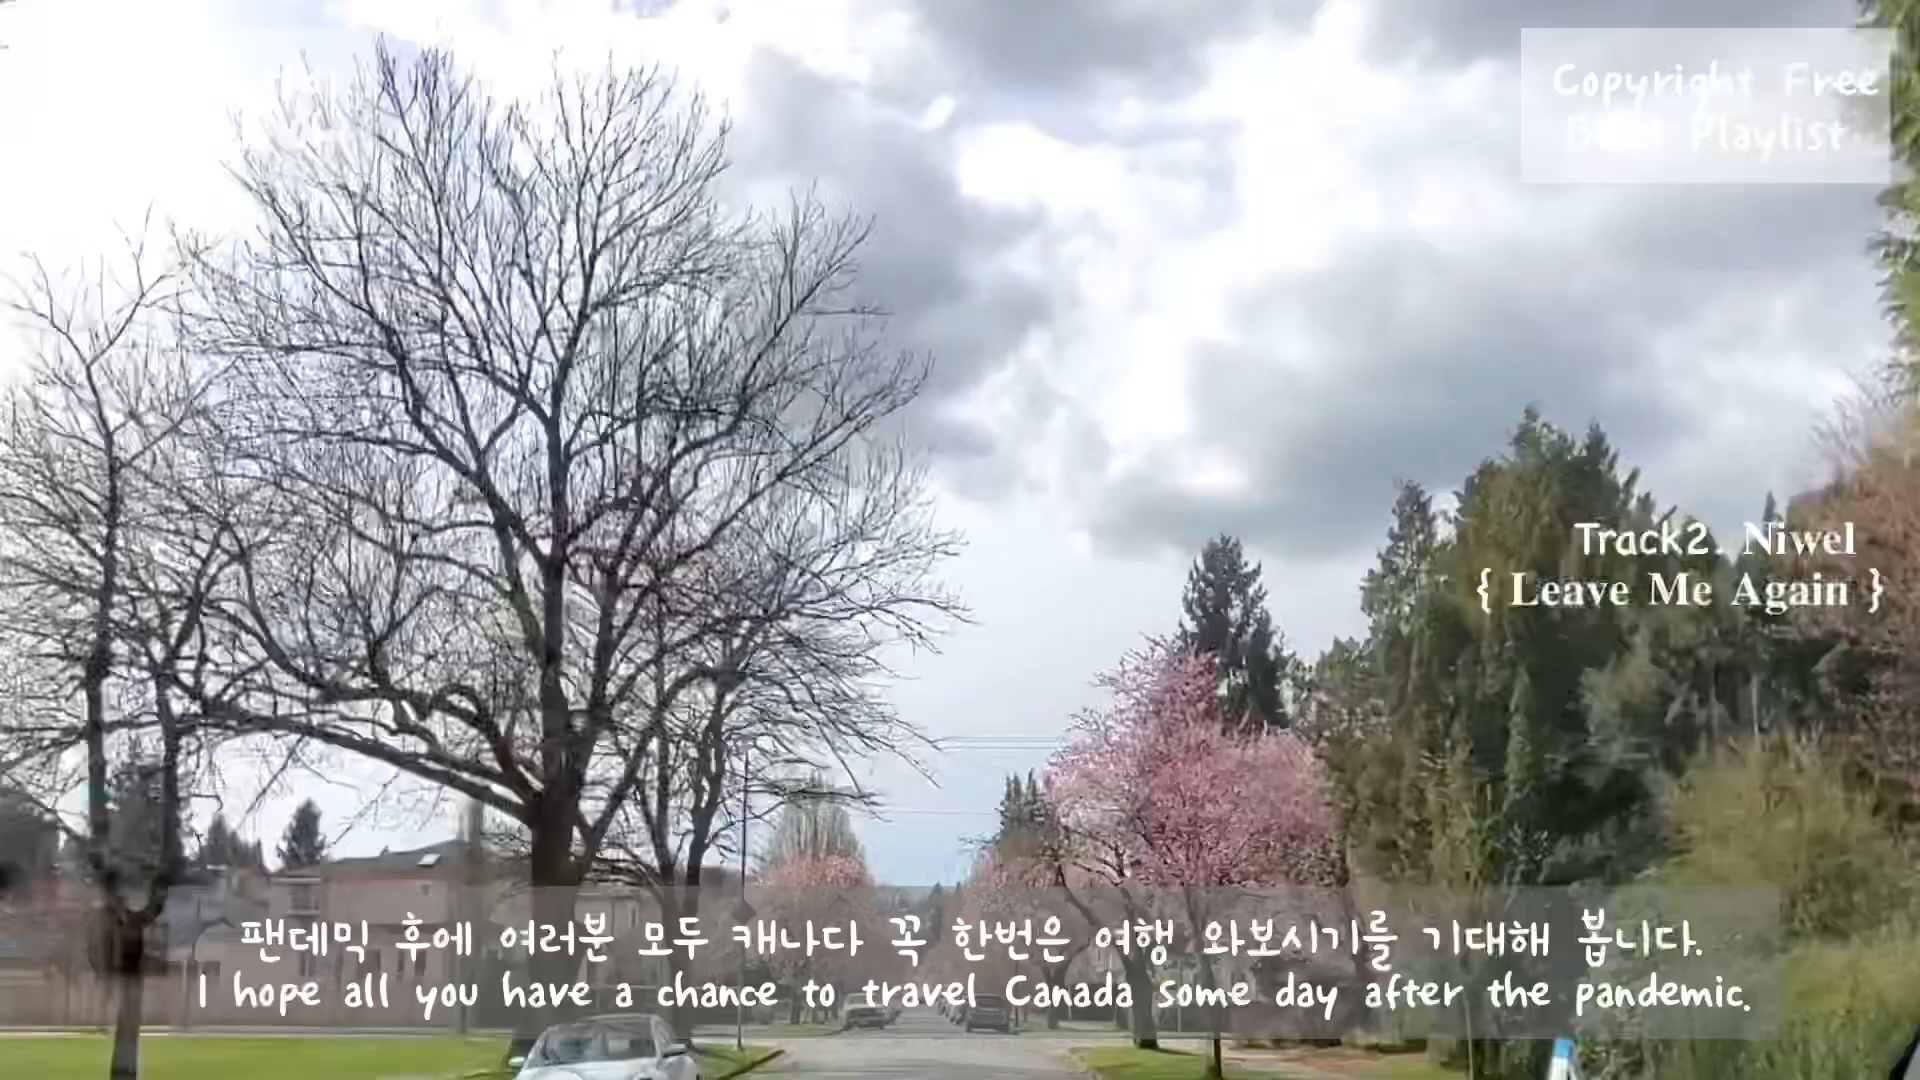 Copyright Free
Playlist
Track2. Niwel
{ Leave Me Again }
팬데믹 후에 여러분 모두 캐나다 꼭 한번은 여행 와보시기를 기대해 봅니다.
I hope all you have a chance to travel Canada some day after the pandemic.